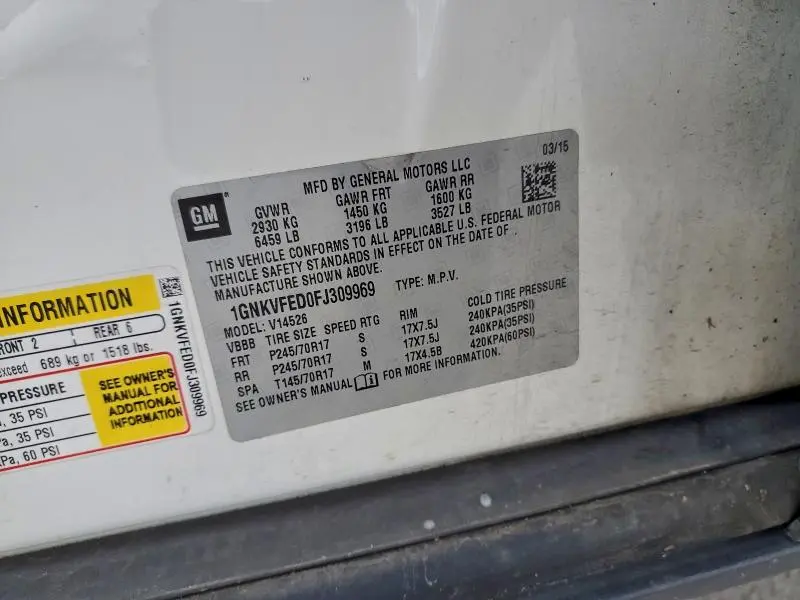 03/15
MFD BY GENERAL MOTORS LLC
GM
GVWR GAWR FRT GAWR RR
2930 KG 1450 KG 1600 KG
6459 LB 3196 LB 3527 LB
THIS VEHICLE CONFORMS TO ALL APPLICABLE U.S. FEDERAL MOTOR
VEHICLE SAFETY STANDARDS IN EFFECT ON THE DATE OF
MANUFACTURE SHOWN ABOVE.
1GNKVFED0FJ309969 TYPE: M.P.V.
MODEL: V14526
VBBB TIRE SIZE SPEED RTG RIM COLD TIRE PRESSURE
FRT P245/70R17 S 17X7.5J 240KPA(35PSI)
RR P245/70R17 S 17X7.5J 240KPA(35PSI)
SPA T145/70R17 M 17X4.5B 420KPA(60PSI)
SEE OWNER'S MANUAL FOR MORE INFORMATION.
INFORMATION
RONT 2 REAR 6
exceed 689 kg or 1518 lbs.
PRESSURE
, 35 PSI
Pa, 35 PSI
kPa, 60 PSI
SEE OWNER'S
MANUAL FOR
ADDITIONAL
INFORMATION
1GNKVFED0FJ309969